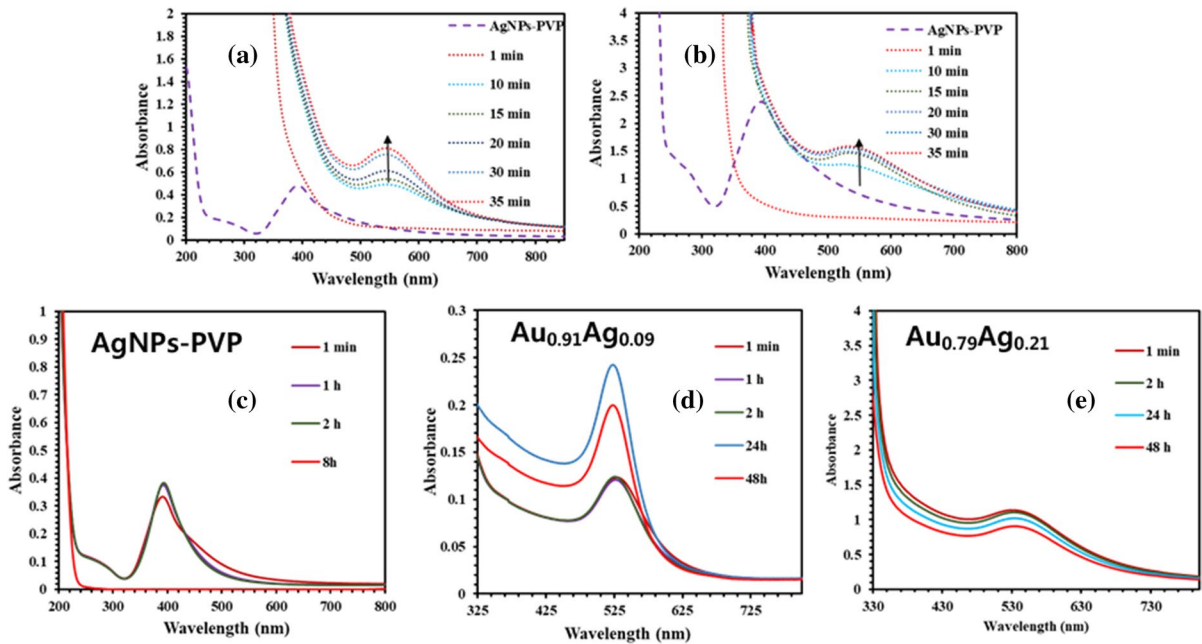 2
1.8
1.6
1.4
1.2
1
0.8
0.6
0.4
0.2
0
Absorbance
200 300 400 500 600 700 800
Wavelength (nm)
(a)
AgNPs-PVP
1 min
10 min
15 min
20 min
30 min
35 min
4
3.5
3
2.5
2
1.5
1
0.5
0
Absorbance
200 300 400 500 600 700 800
Wavelength (nm)
(b)
AgNPs-PVP
1 min
10 min
15 min
20 min
30 min
35 min
1
0.9
0.8
0.7
0.6
0.5
0.4
0.3
0.2
0.1
0
Absorbance
200 300 400 500 600 700 800
Wavelength (nm)
AgNPs-PVP
(c)
1 min
1 h
2 h
8h
0.3
0.25
0.2
0.15
0.1
0.05
0
Absorbance
325 425 525 625 725
Wavelength (nm)
Au0.91Ag0.09
(d)
1 min
1 h
2 h
24h
48h
4
3.5
3
2.5
2
1.5
1
0.5
0
Absorbance
330 430 530 630 730
Wavelength (nm)
Au0.79Ag0.21
(e)
1 min
2 h
24 h
48 h